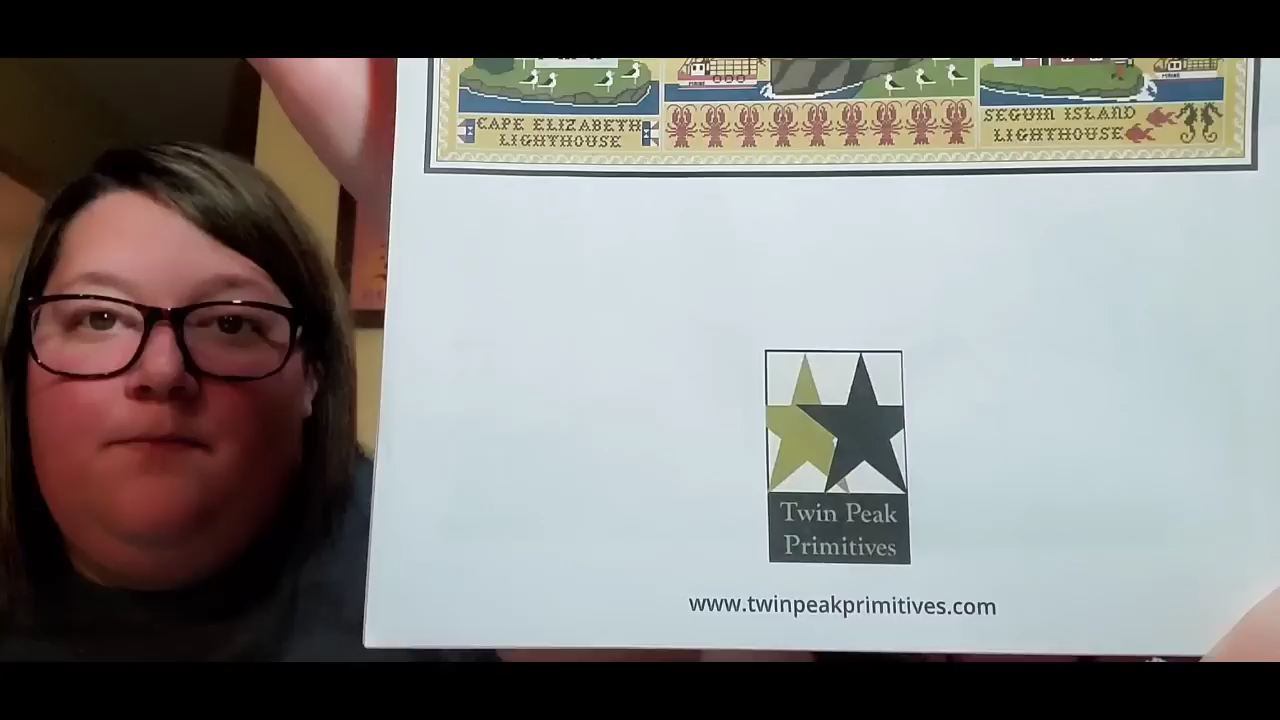 CAPE ELIZABETH
LIGHTHOUSE
SEGUIN ISLAND
LIGHTHOUSE
Twin Peak
Primitives
www.twinpeakprimitives.com